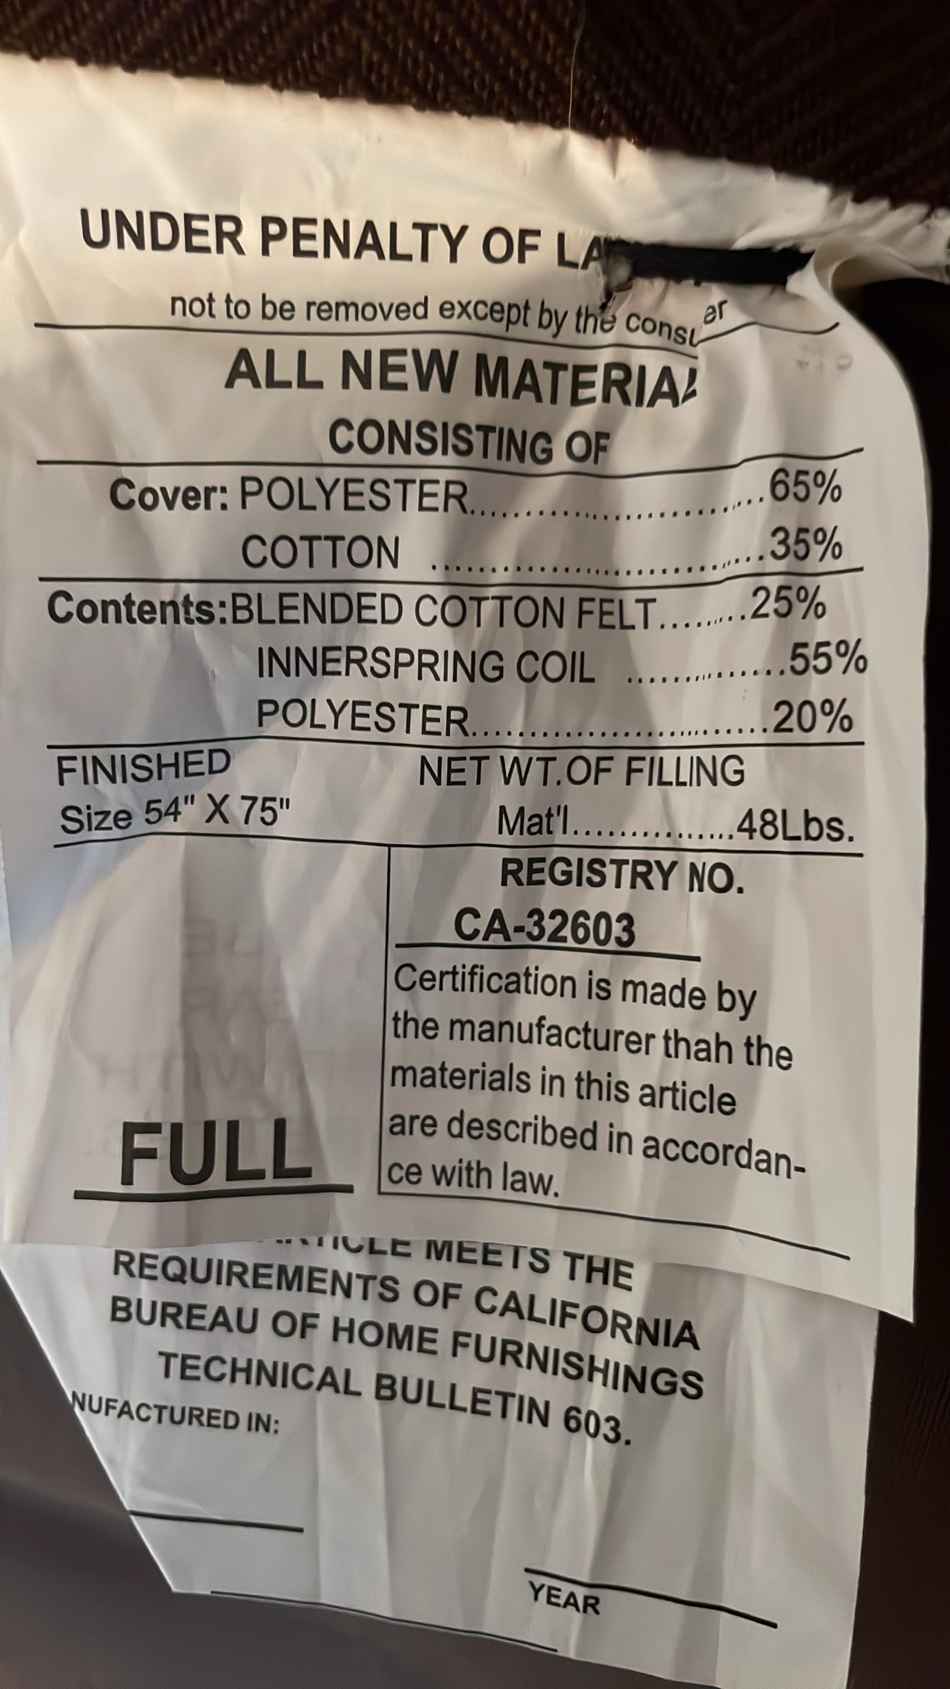 UNDER PENALTY OF LA
not to be removed except by the
ALL NEW MATERIAL
CONSISTING OF
Cover: POLYESTER..............................65%
COTTON ..............................35%
Contents:BLENDED COTTON FELT........25%
INNERSPRING COIL ................55%
POLYESTER..............................20%
FINISHED
Size 54" X 75"
NET WT.OF FILLING
Mat'l................48Lbs.
REGISTRY NO.
CA-32603
Certification is made by
the manufacturer thah the
materials in this article
are described in accordan-
ce with law.
FULL
MEETS THE
REQUIREMENTS OF CALIFORNIA
BUREAU OF HOME FURNISHINGS
TECHNICAL BULLETIN 603.
NUFACTURED IN:
YEAR